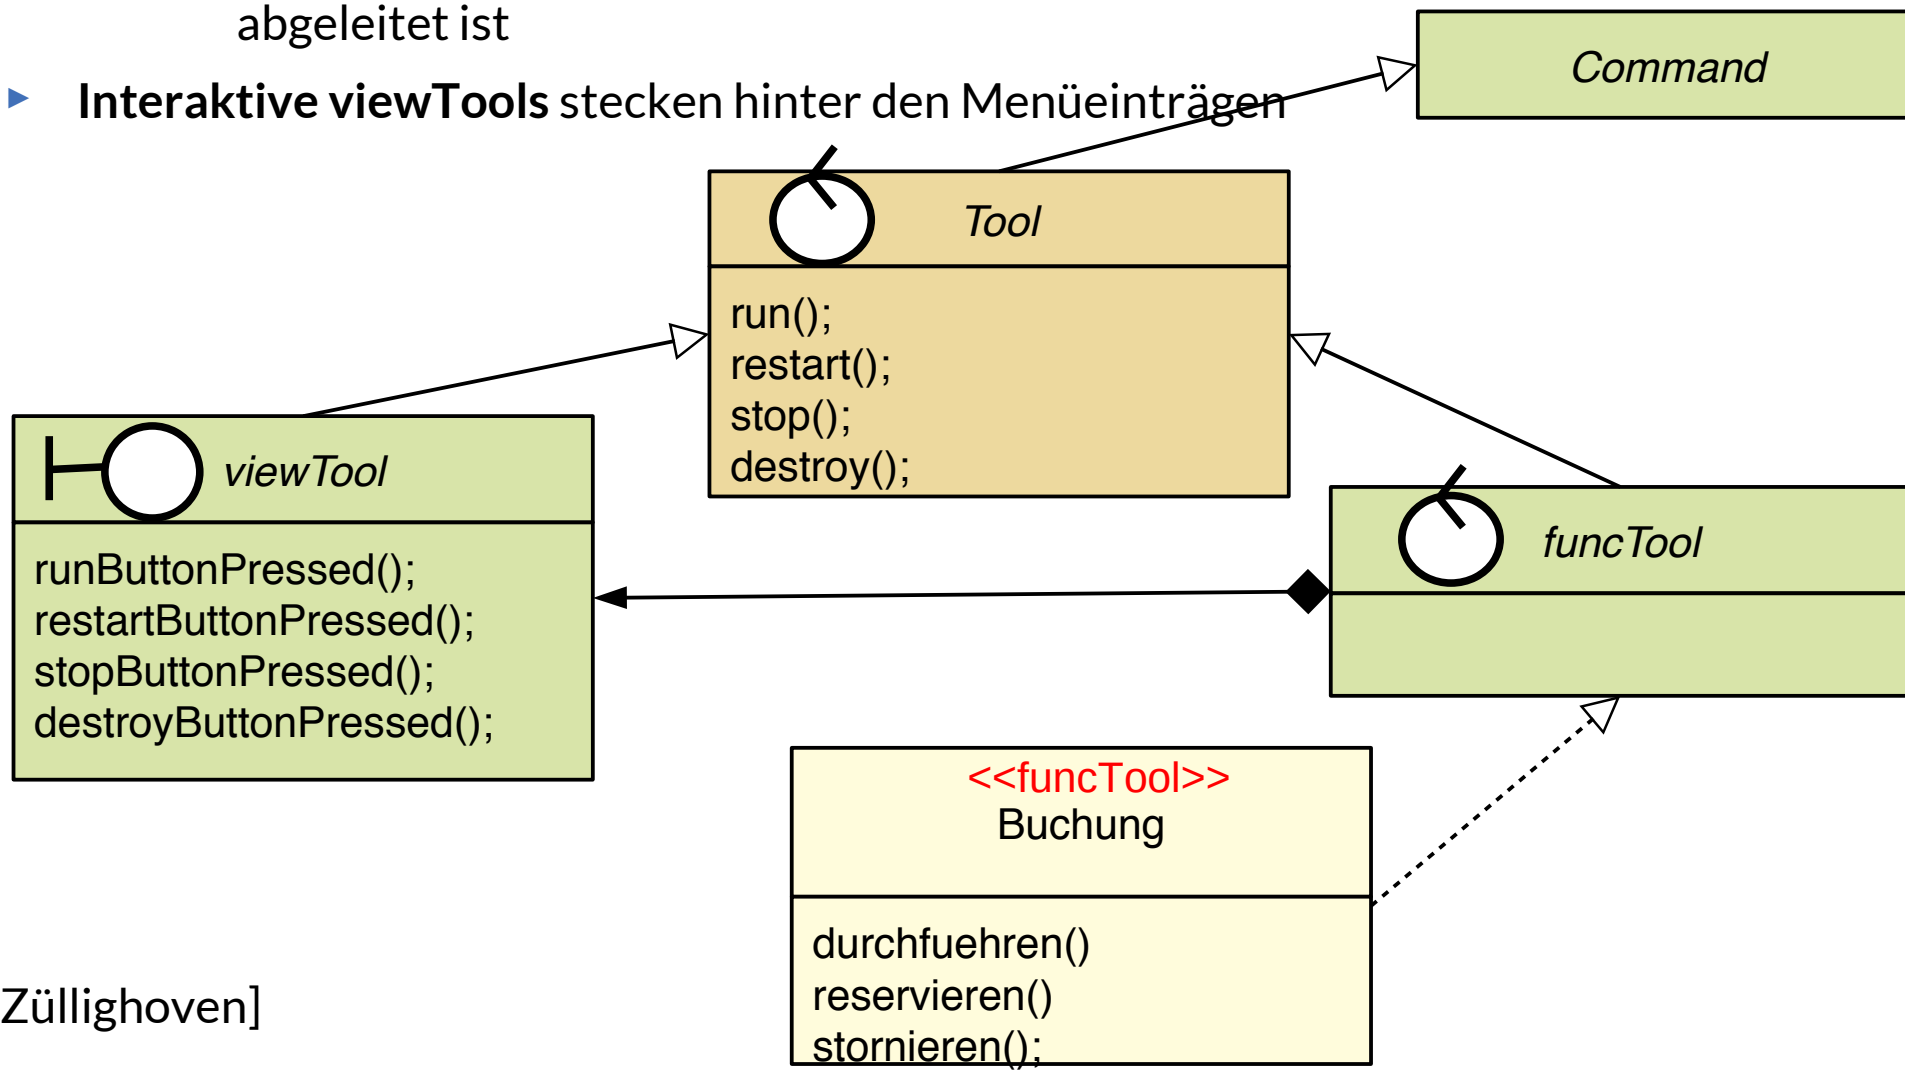 abgeleitet ist
▸ Interaktive viewTools stecken hinter den Menüeinträgen
Command
Tool
run();
restart();
stop();
destroy();
viewTool
runButtonPressed();
restartButtonPressed();
stopButtonPressed();
destroyButtonPressed();
funcTool
<<funcTool>>
Buchung
durchfuehren()
reservieren()
stornieren();
Züllighoven]